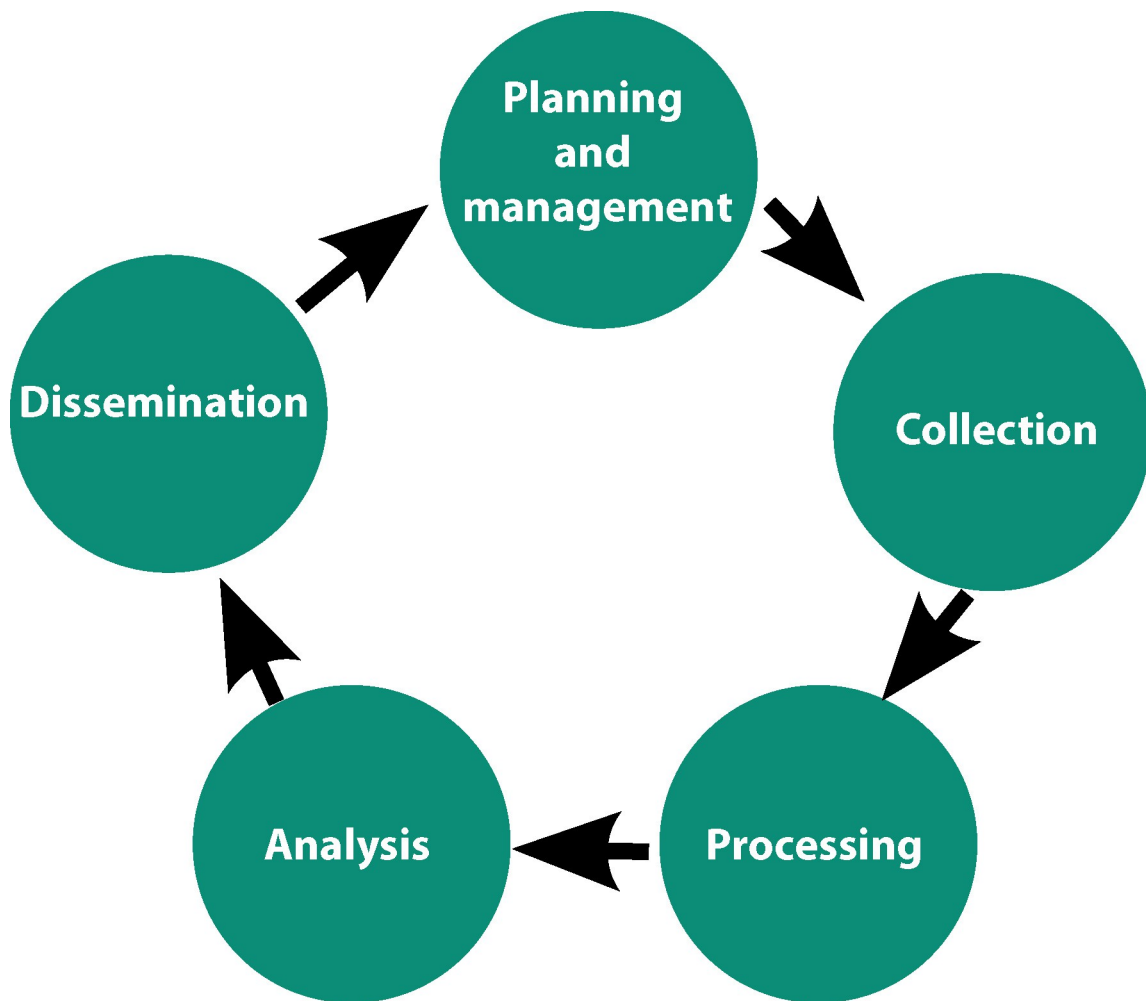 Planning
and
management
Collection
Processing
Analysis
Dissemination